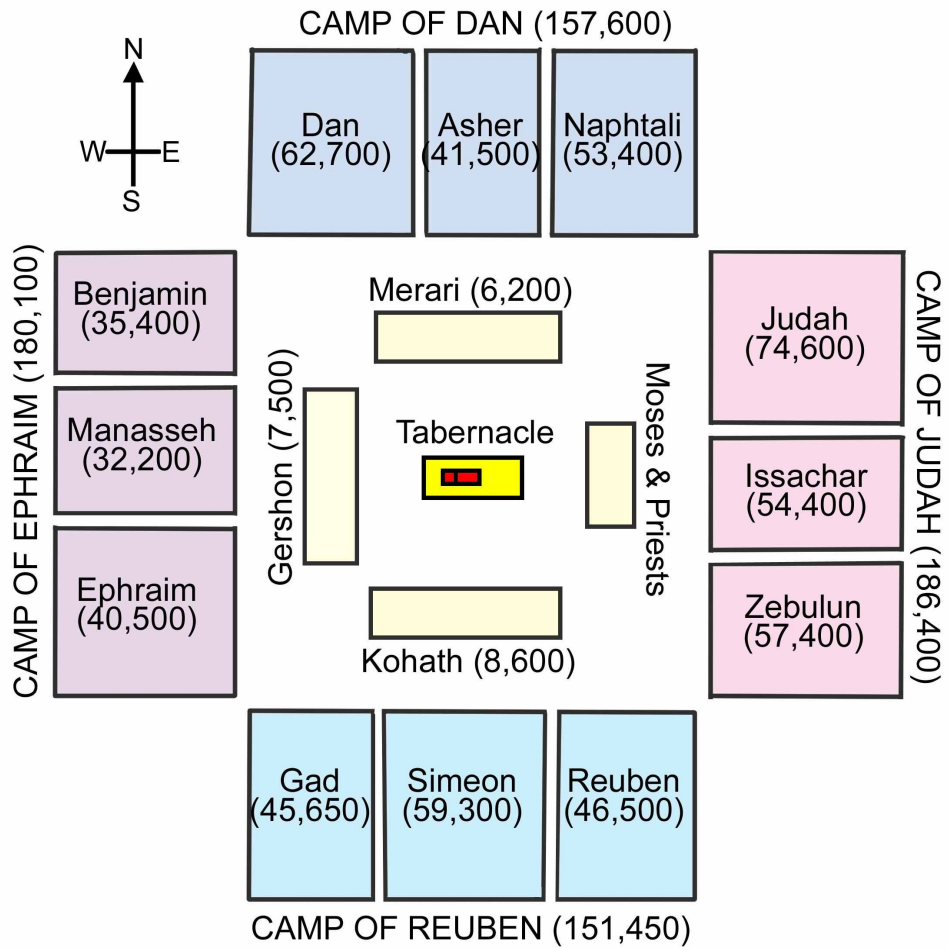 CAMP OF DAN (157,600)
N
W
E
S
Dan
(62,700)
Asher
(41,500)
Naphtali
(53,400)
CAMP OF EPHRAIM (180,100)
Benjamin
(35,400)
Manasseh
(32,200)
Ephraim
(40,500)
Merari (6,200)
Gershon (7,500)
Tabernacle
Moses & Priests
Kohath (8,600)
Judah
(74,600)
Issachar
(54,400)
Zebulun
(57,400)
CAMP OF JUDAH (186,400)
Gad
(45,650)
Simeon
(59,300)
Reuben
(46,500)
CAMP OF REUBEN (151,450)